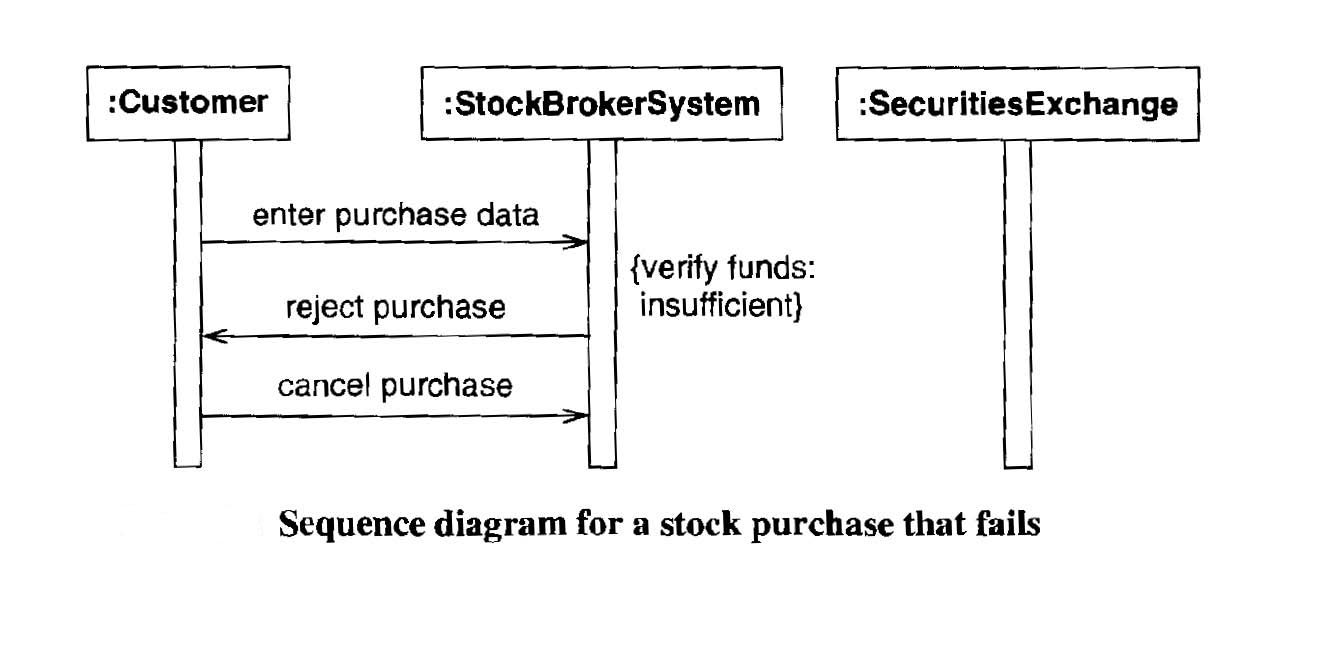 :Customer
:StockBrokerSystem
:SecuritiesExchange
enter purchase data
{verify funds:
insufficient}
reject purchase
cancel purchase
Sequence diagram for a stock purchase that fails